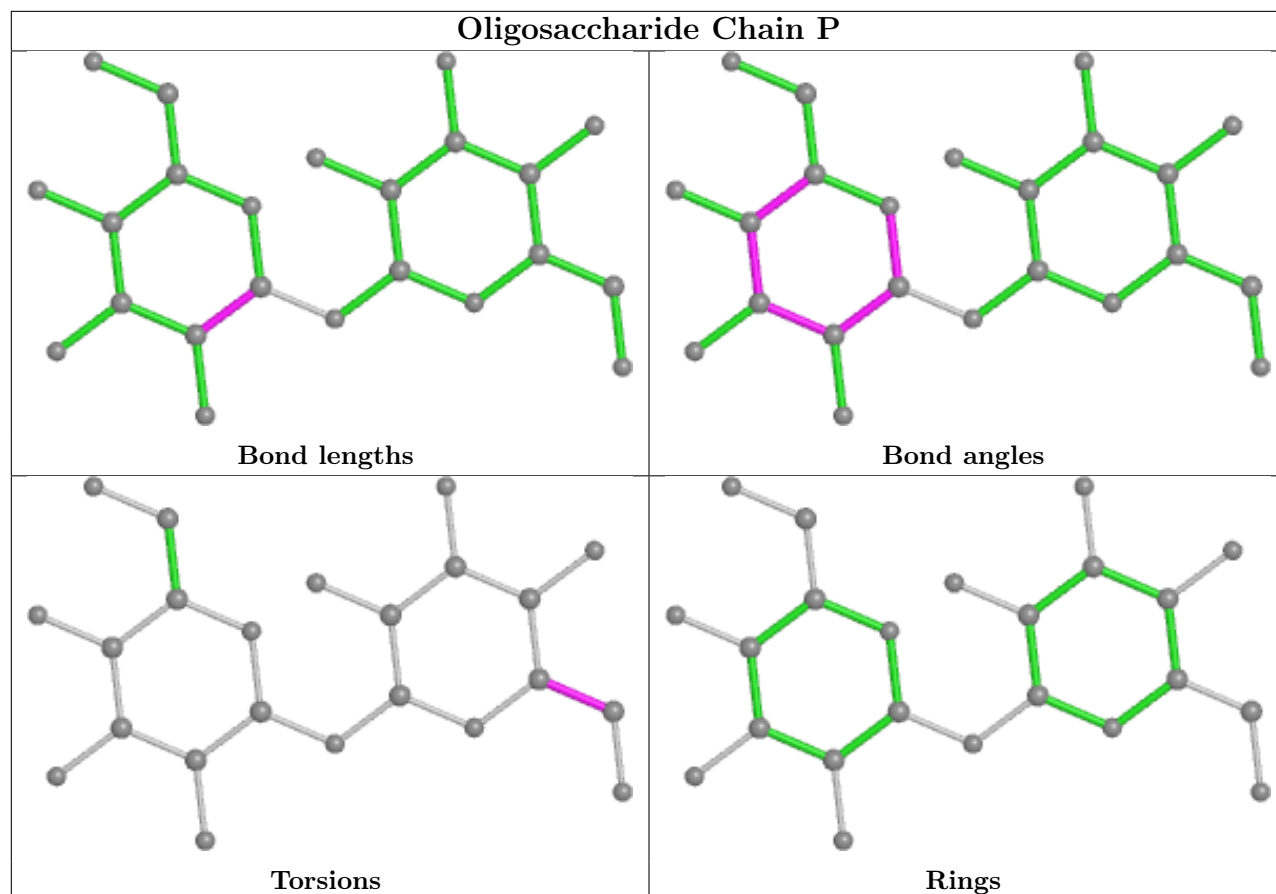 Oligosaccharide Chain P
Bond lengths
Bond angles
Torsions
Rings